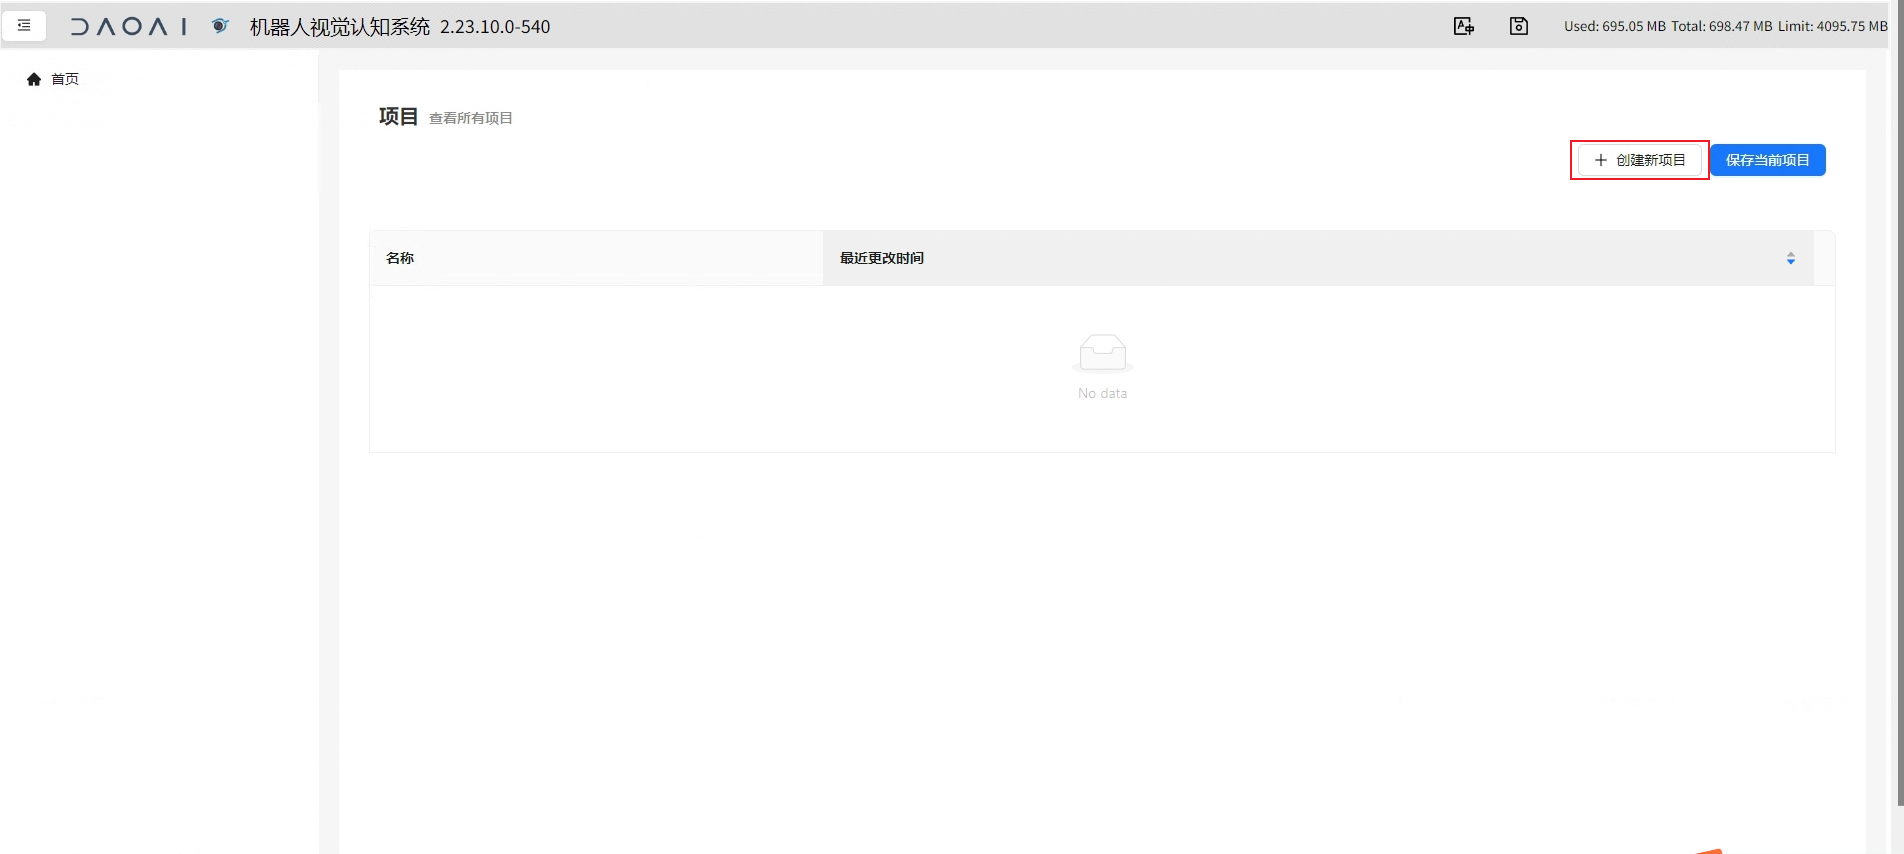 DAOAI 机器人视觉认知系统 2.23.10.0-540 Used: 695.05 MB Total: 698.47 MB Limit: 4095.75 MB
首页
项目 查看所有项目
创建新项目 保存当前项目
名称 最近更改时间
No data